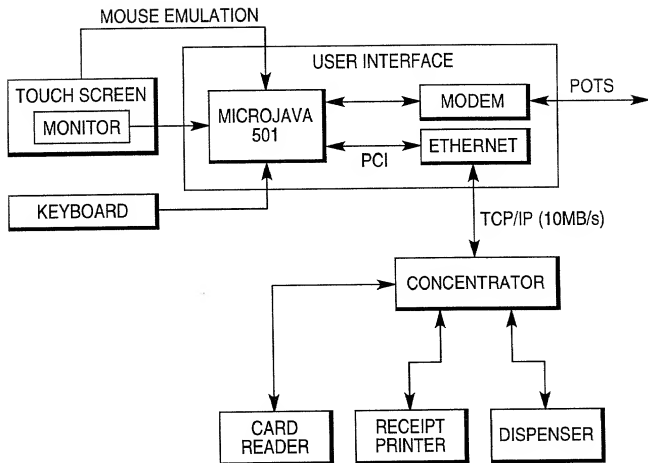 MOUSE EMULATION
USER INTERFACE
TOUCH SCREEN
MONITOR
MICROJAVA
501
MODEM
POTS
ETHERNET
PCI
KEYBOARD
TCP/IP (10MB/s)
CONCENTRATOR
CARD
READER
RECEIPT
PRINTER
DISPENSER